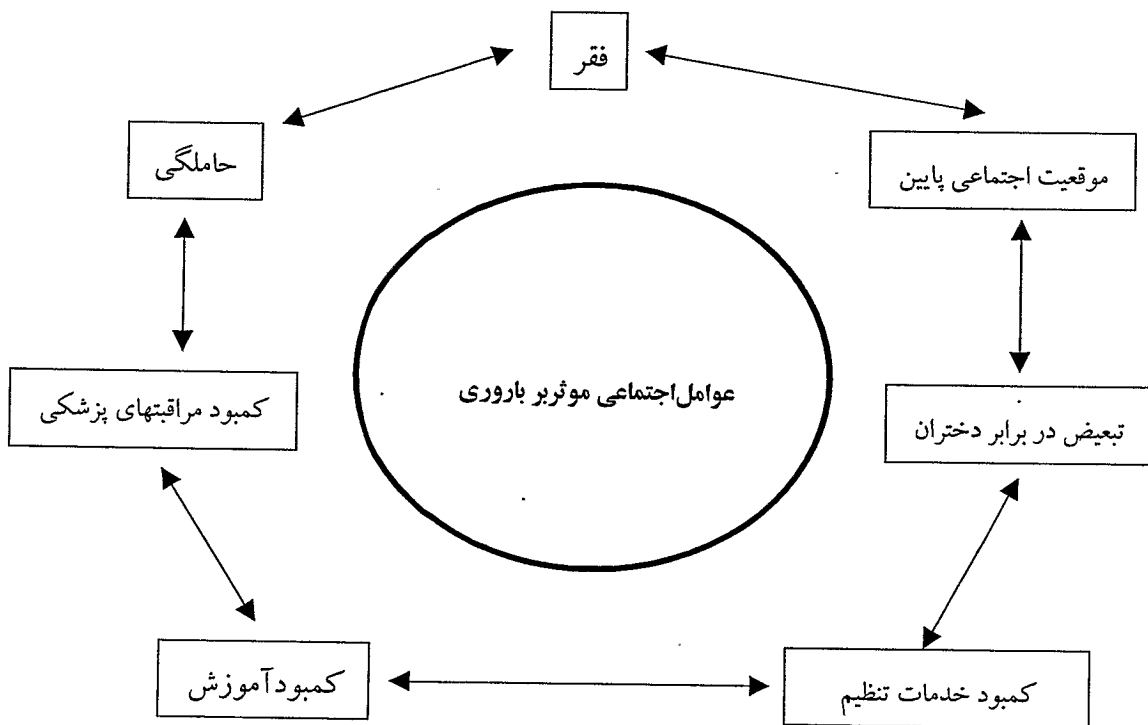 فقر
حاملگی
موقعیت اجتماعی پایین
عوامل اجتماعی موثربر باروری
کمبود مراقبتهای پزشکی
تبعیض در برابر دختران
کمبودآموزش
کمبود خدمات تنظیم